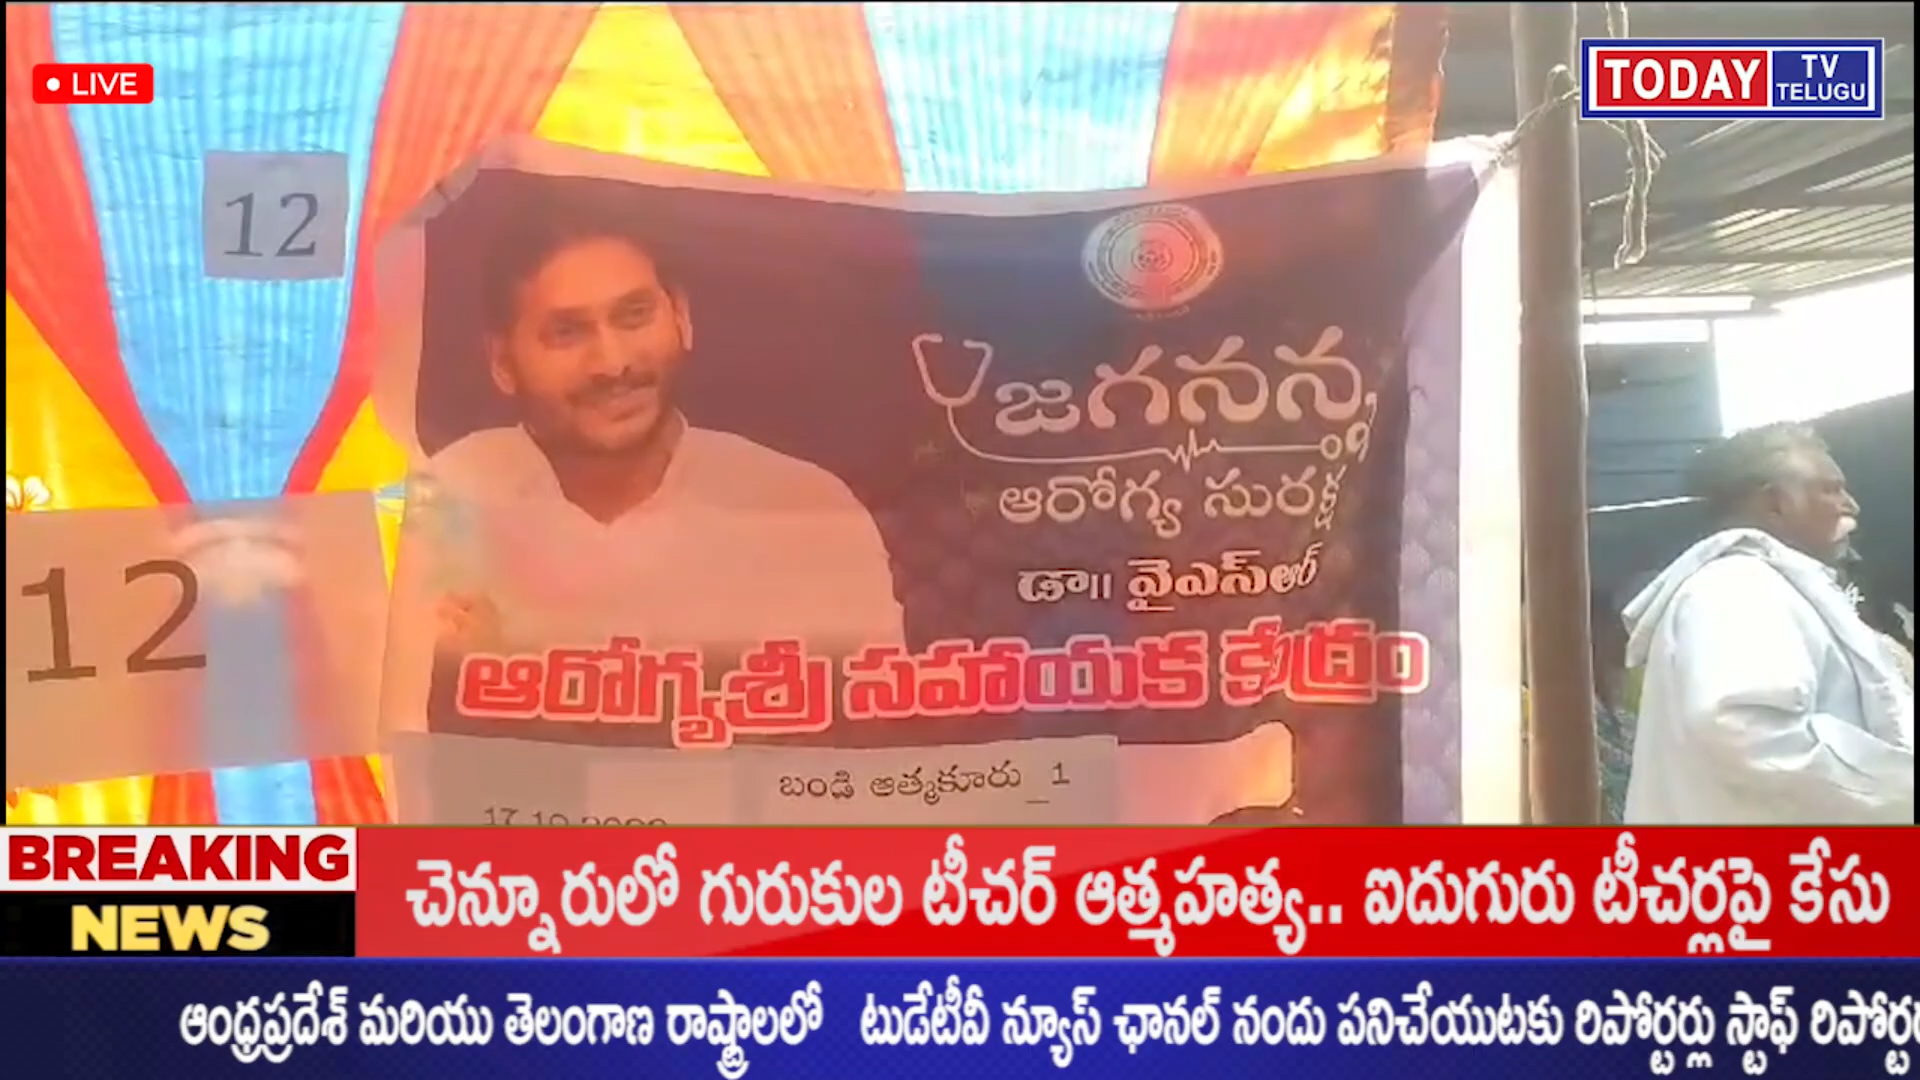 LIVE
TODAY
TV
TELUGU
12
12
జగనన్న
ఆరోగ్య సురక్ష
డా॥ వైఎస్ఆర్
ఆరోగ్యశ్రీ సహాయక కేంద్రం
బండి ఆత్మకూరు_1
BREAKING
NEWS
చెన్నూరులో గురుకుల టీచర్ ఆత్మహత్య.. ఐదుగురు టీచర్లపై కేసు
ఆంధ్రప్రదేశ్ మరియు తెలంగాణ రాష్ట్రాలలో టుడేటీవీ న్యూస్ ఛానల్ నందు పనిచేయుటకు రిపోర్టర్లు స్టాఫ్